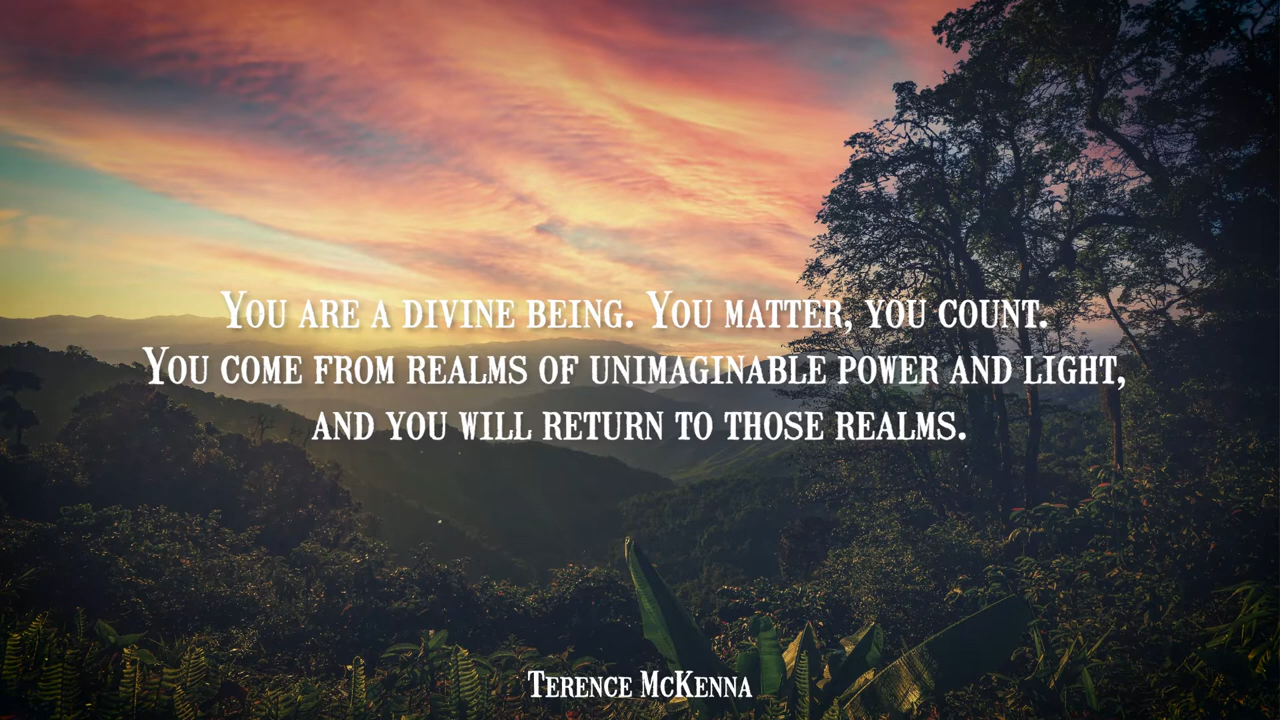 You are a divine being. You matter, you count.
You come from realms of unimaginable power and light,
and you will return to those realms.
Terence McKenna